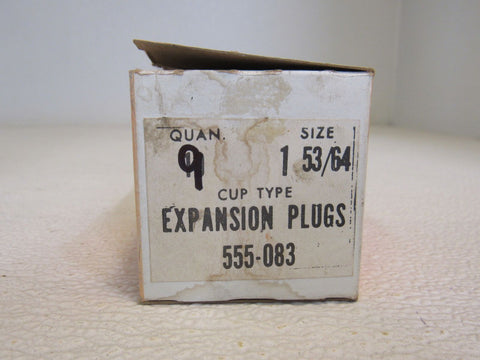 QUAN. SIZE
9 1 53/64
CUP TYPE
EXPANSION PLUGS
555-083